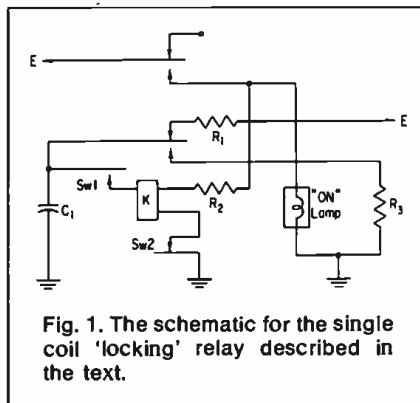 E
E
R1
Sw1
K
R2
C1
Sw2
"ON"
Lamp
R3
Fig. 1. The schematic for the single
coil 'locking' relay described in
the text.